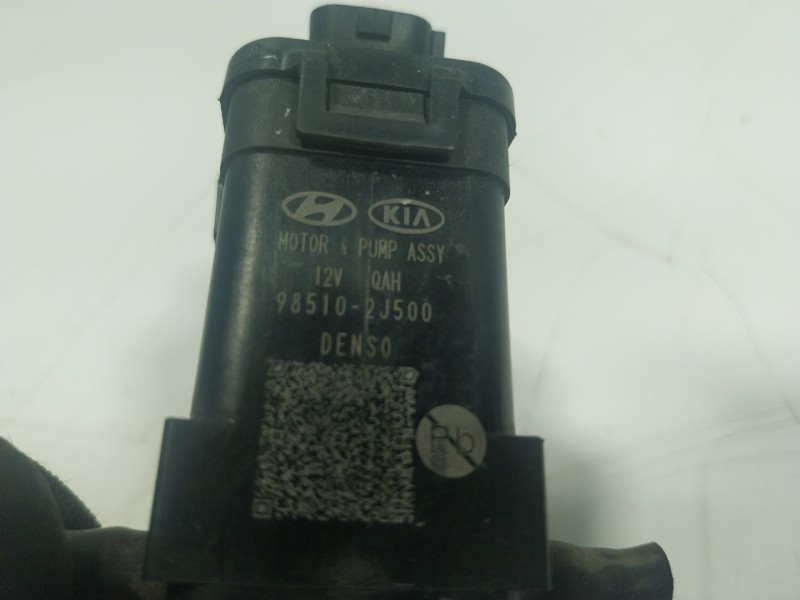 H KIA
MOTOR & PUMP ASSY
12V QAH
98510-2J500
DENSO
Pb